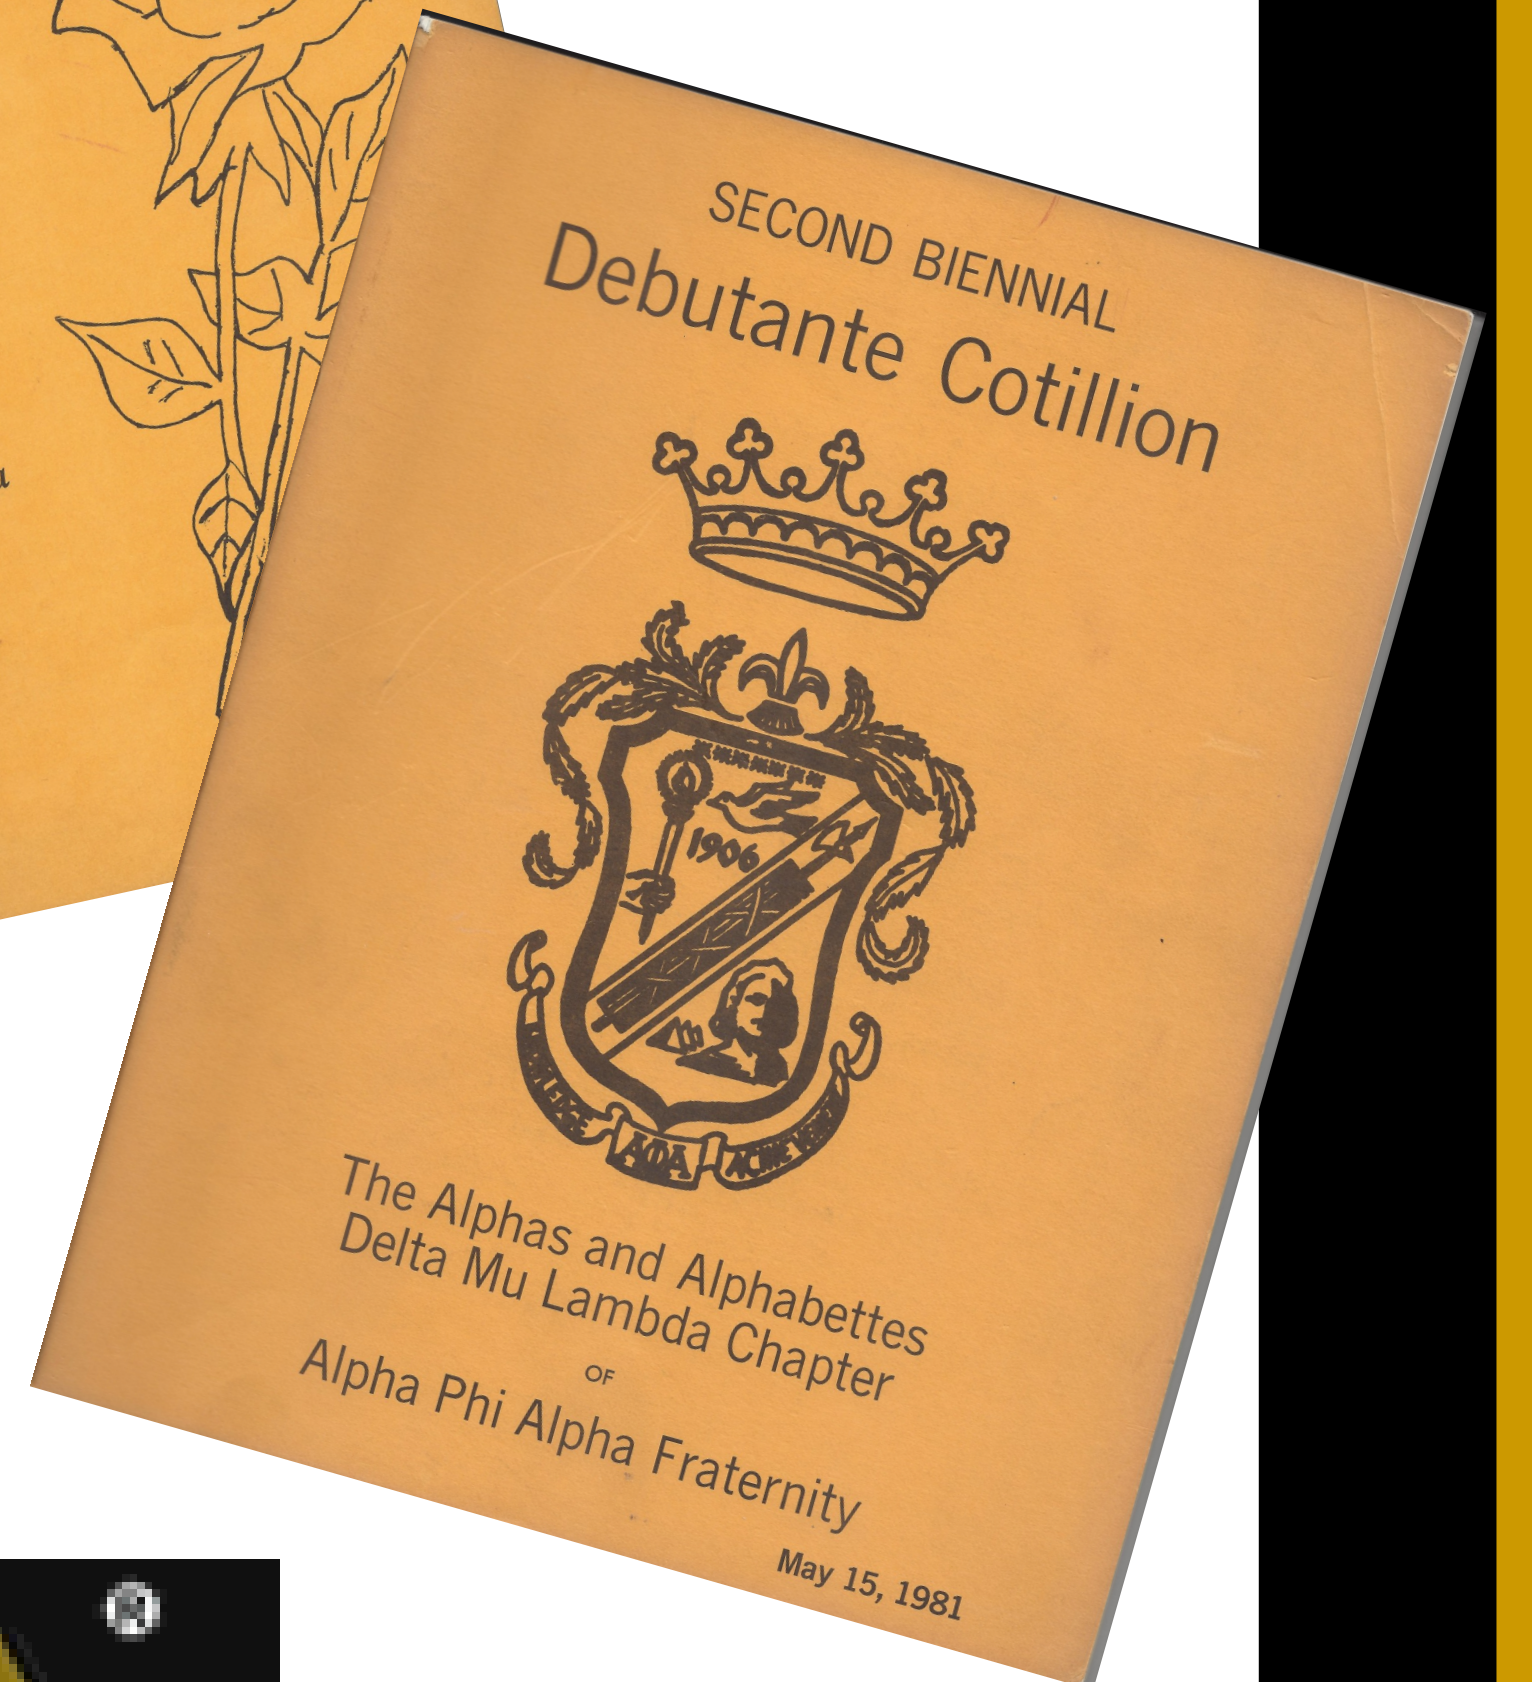 SECOND BIENNIAL
Debutante Cotillion
1906
ΑΦΑ
The Alphas and Alphabettes
Delta Mu Lambda Chapter
OF
Alpha Phi Alpha Fraternity
May 15, 1981
®